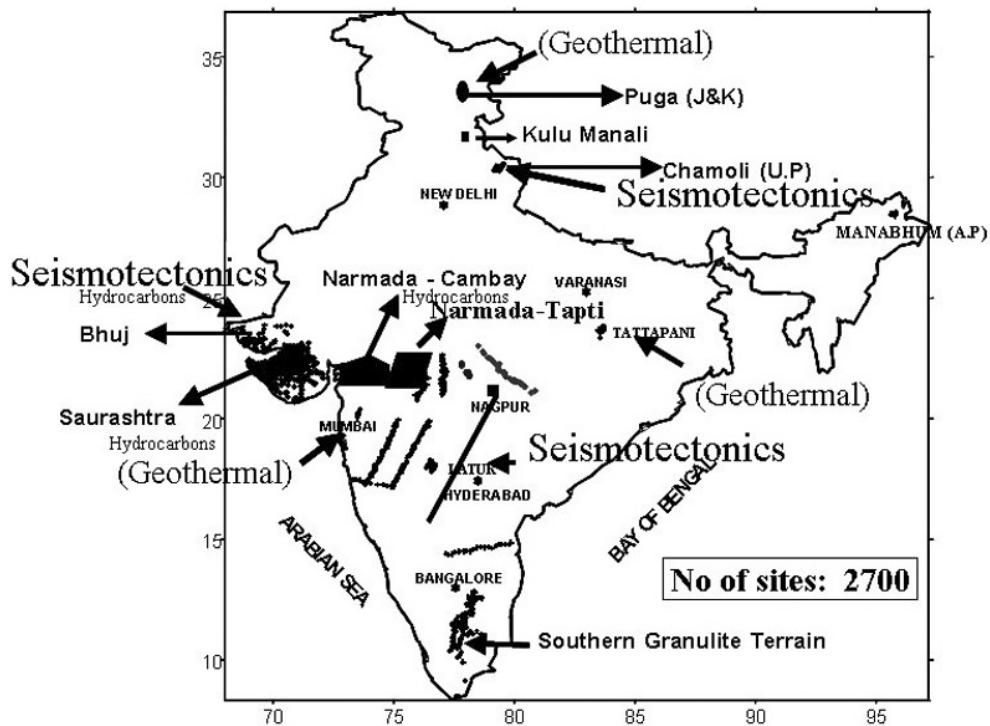 (Geothermal)
35
Puga (J&K)
Kulu Manali
30
Chamoli (U.P)
Seismotectonics
NEW DELHI
MANABHUM (A.P)
Seismotectonics
Narmada - Cambay
VARANASI
Hydrocarbons
Hydrocarbons
25
Narmada-Tapti
Bhuj
TATTAPANI
(Geothermal)
Saurashtra
20
NAGPUR
MUMBAI
Hydrocarbons
Seismotectonics
(Geothermal)
LATUR
HYDERABAD
BAY OF BENGAL
ARABIAN SEA
15
BANGALORE
No of sites: 2700
Southern Granulite Terrain
10
70 75 80 85 90 95